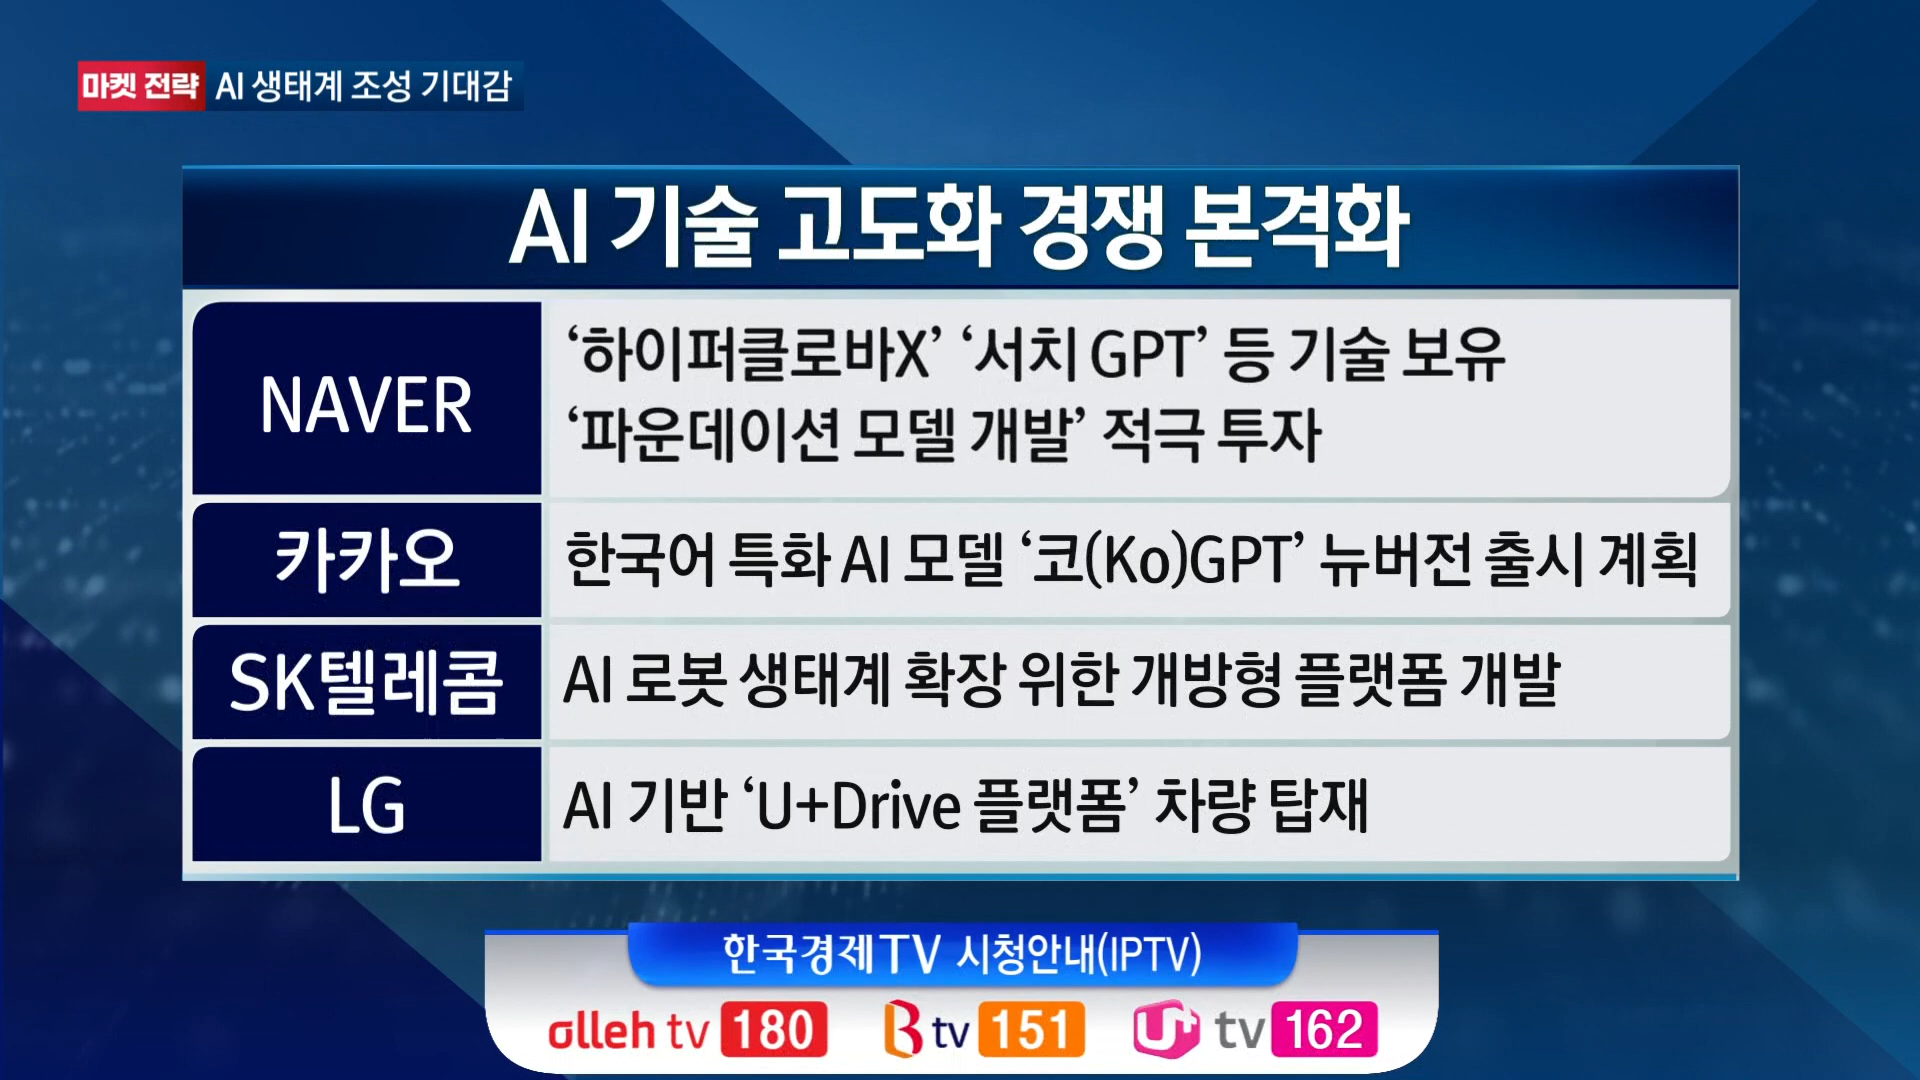 마켓 전략 AI 생태계 조성 기대감
AI 기술 고도화 경쟁 본격화
NAVER
‘하이퍼클로바X’ ‘서치 GPT’ 등 기술 보유
‘파운데이션 모델 개발’ 적극 투자
카카오
한국어 특화 AI 모델 ‘코(Ko)GPT’ 뉴버전 출시 계획
SK텔레콤
AI 로봇 생태계 확장 위한 개방형 플랫폼 개발
LG
AI 기반 ‘U+Drive 플랫폼’ 차량 탑재
한국경제TV 시청안내(IPTV)
olleh tv 180 B tv 151 U+ tv 162